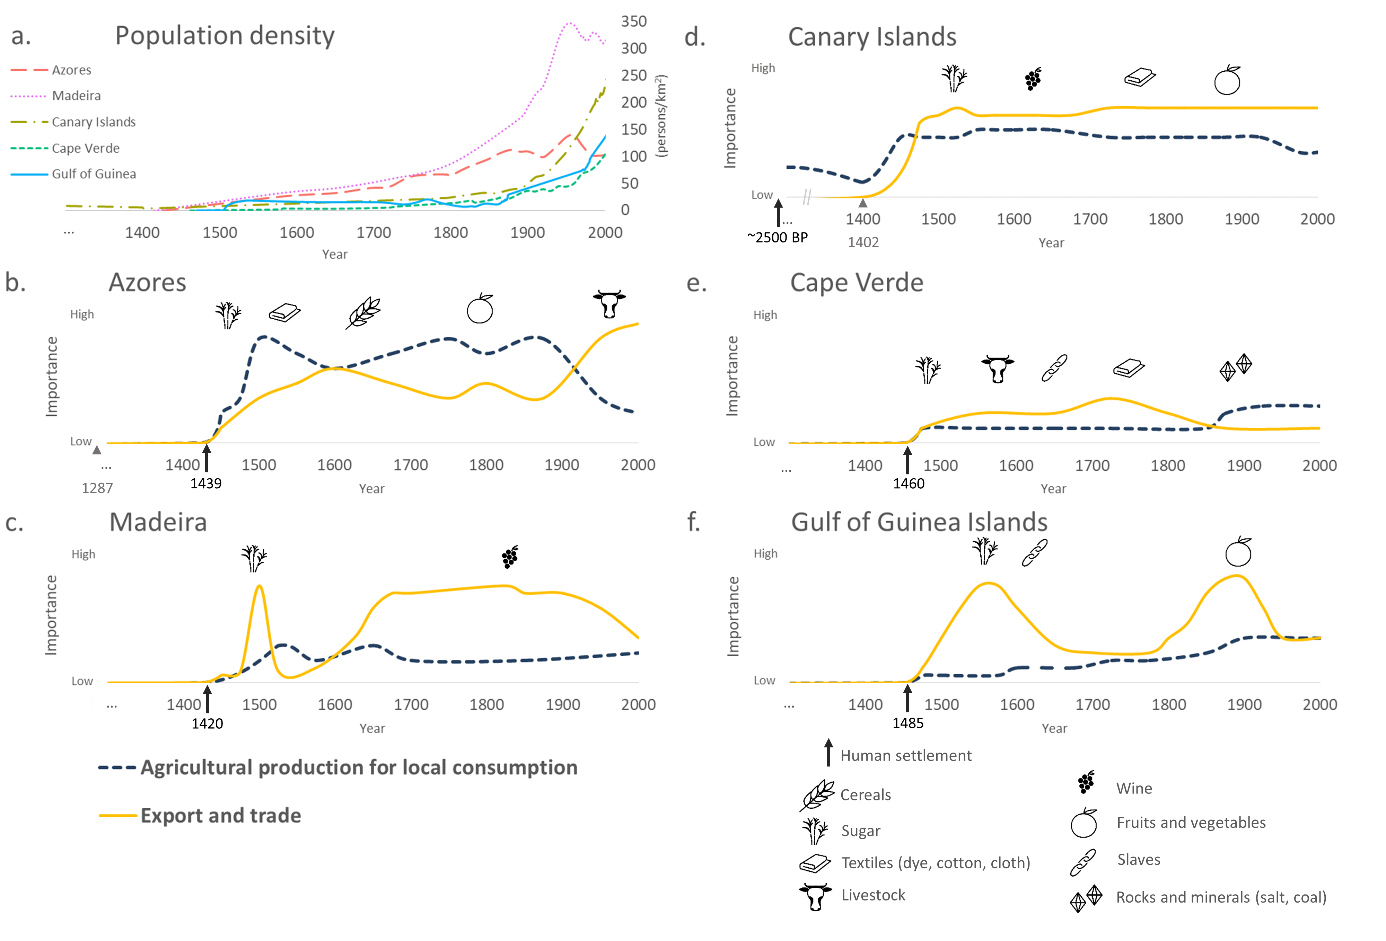 a. Population density
Azores
Madeira
Canary Islands
Cape Verde
Gulf of Guinea
350
300
250
200
150
100
50
0
(persons/km²)
... 1400 1500 1600 1700 1800 1900 2000
Year
b. Azores
High
Importance
Low
... 1400 1500 1600 1700 1800 1900 2000
1287 1439
Year
c. Madeira
High
Importance
Low
... 1400 1500 1600 1700 1800 1900 2000
1420
Year
d. Canary Islands
High
Importance
Low
... 1400 1500 1600 1700 1800 1900 2000
~2500 BP
1402
Year
e. Cape Verde
High
Importance
Low
... 1400 1500 1600 1700 1800 1900 2000
1460
Year
f. Gulf of Guinea Islands
High
Importance
Low
... 1400 1500 1600 1700 1800 1900 2000
1485
Year
Agricultural production for local consumption
Export and trade
Human settlement
Cereals
Sugar
Textiles (dye, cotton, cloth)
Livestock
Wine
Fruits and vegetables
Slaves
Rocks and minerals (salt, coal)